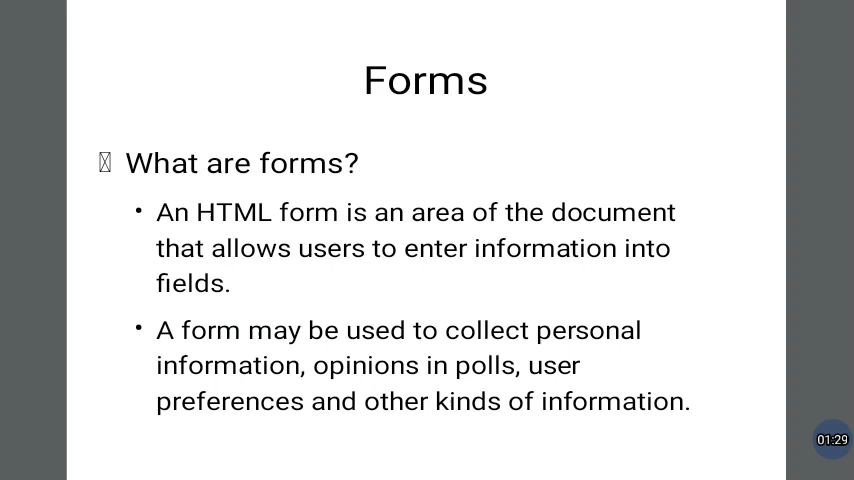 Forms
What are forms?
• An HTML form is an area of the document
that allows users to enter information into
fields.
• A form may be used to collect personal
information, opinions in polls, user
preferences and other kinds of information.
01:29